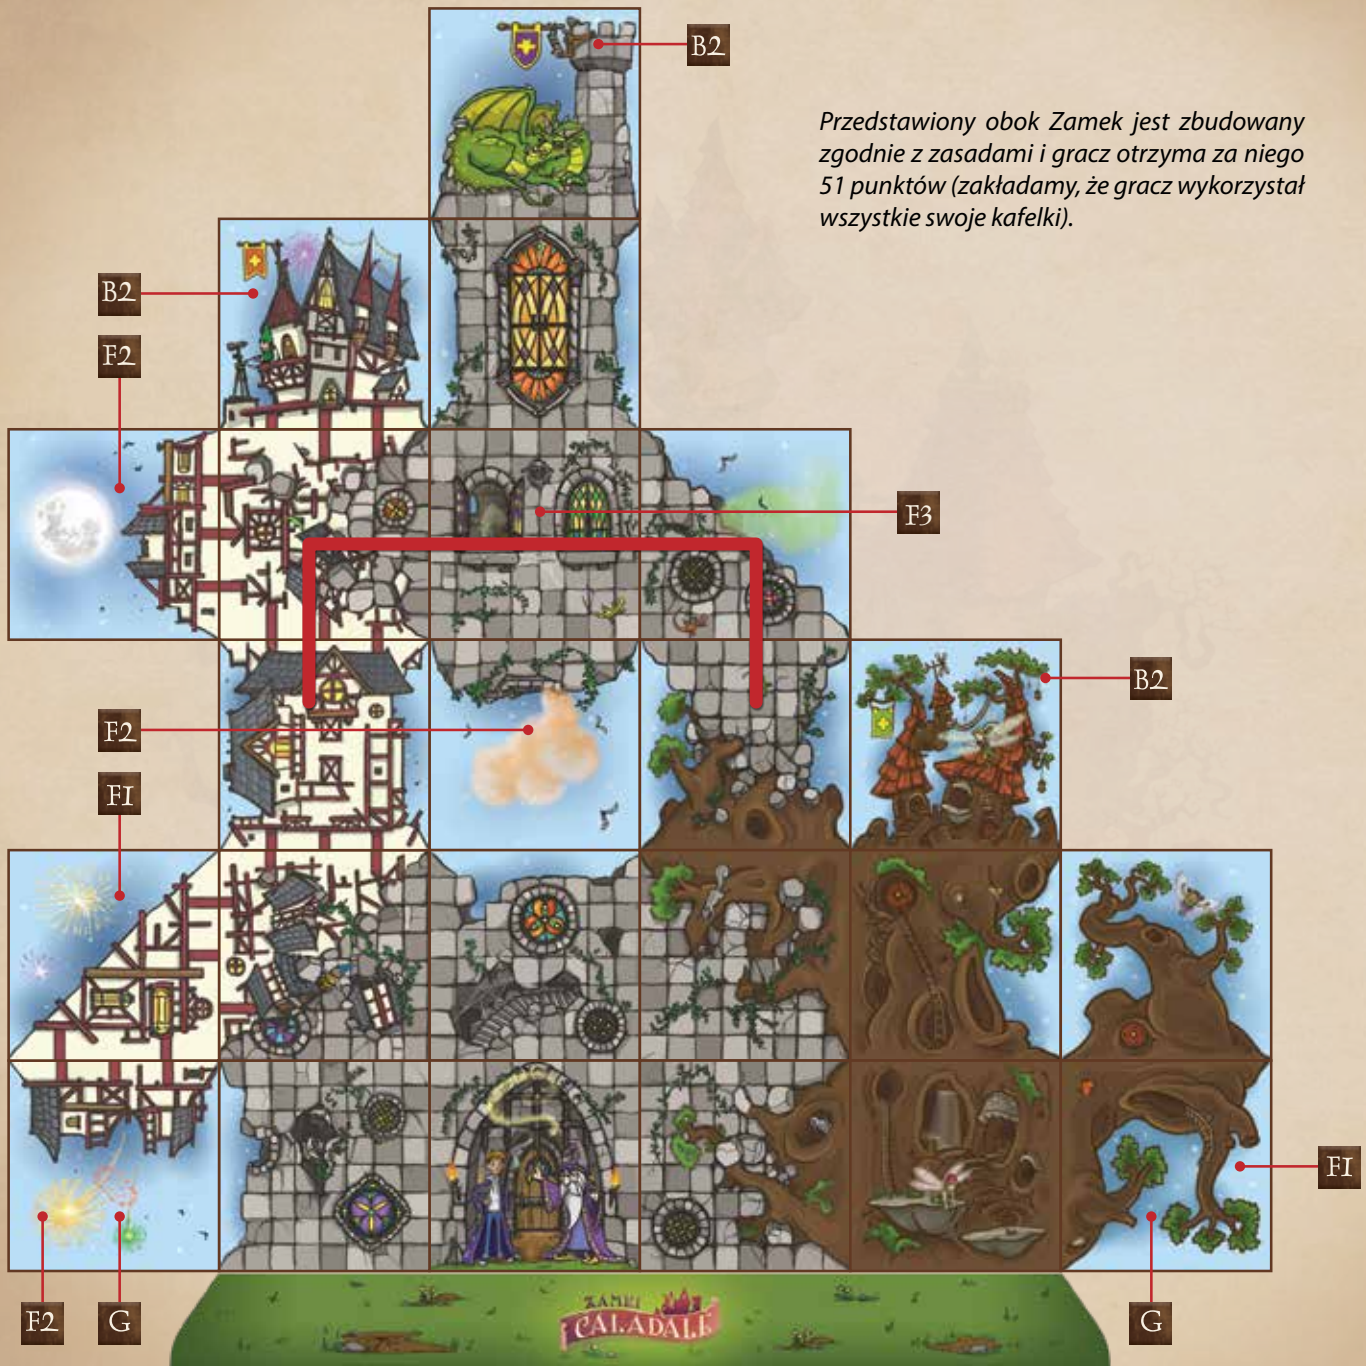 B2
Przedstawiony obok Zamek jest zbudowany
zgodnie z zasadami i gracz otrzyma za niego
51 punktów (zakładamy, że gracz wykorzystał
wszystkie swoje kafelki).
B2
F2
F3
B2
F2
F1
F1
F2
G
G
ZAMKI
CALADALE